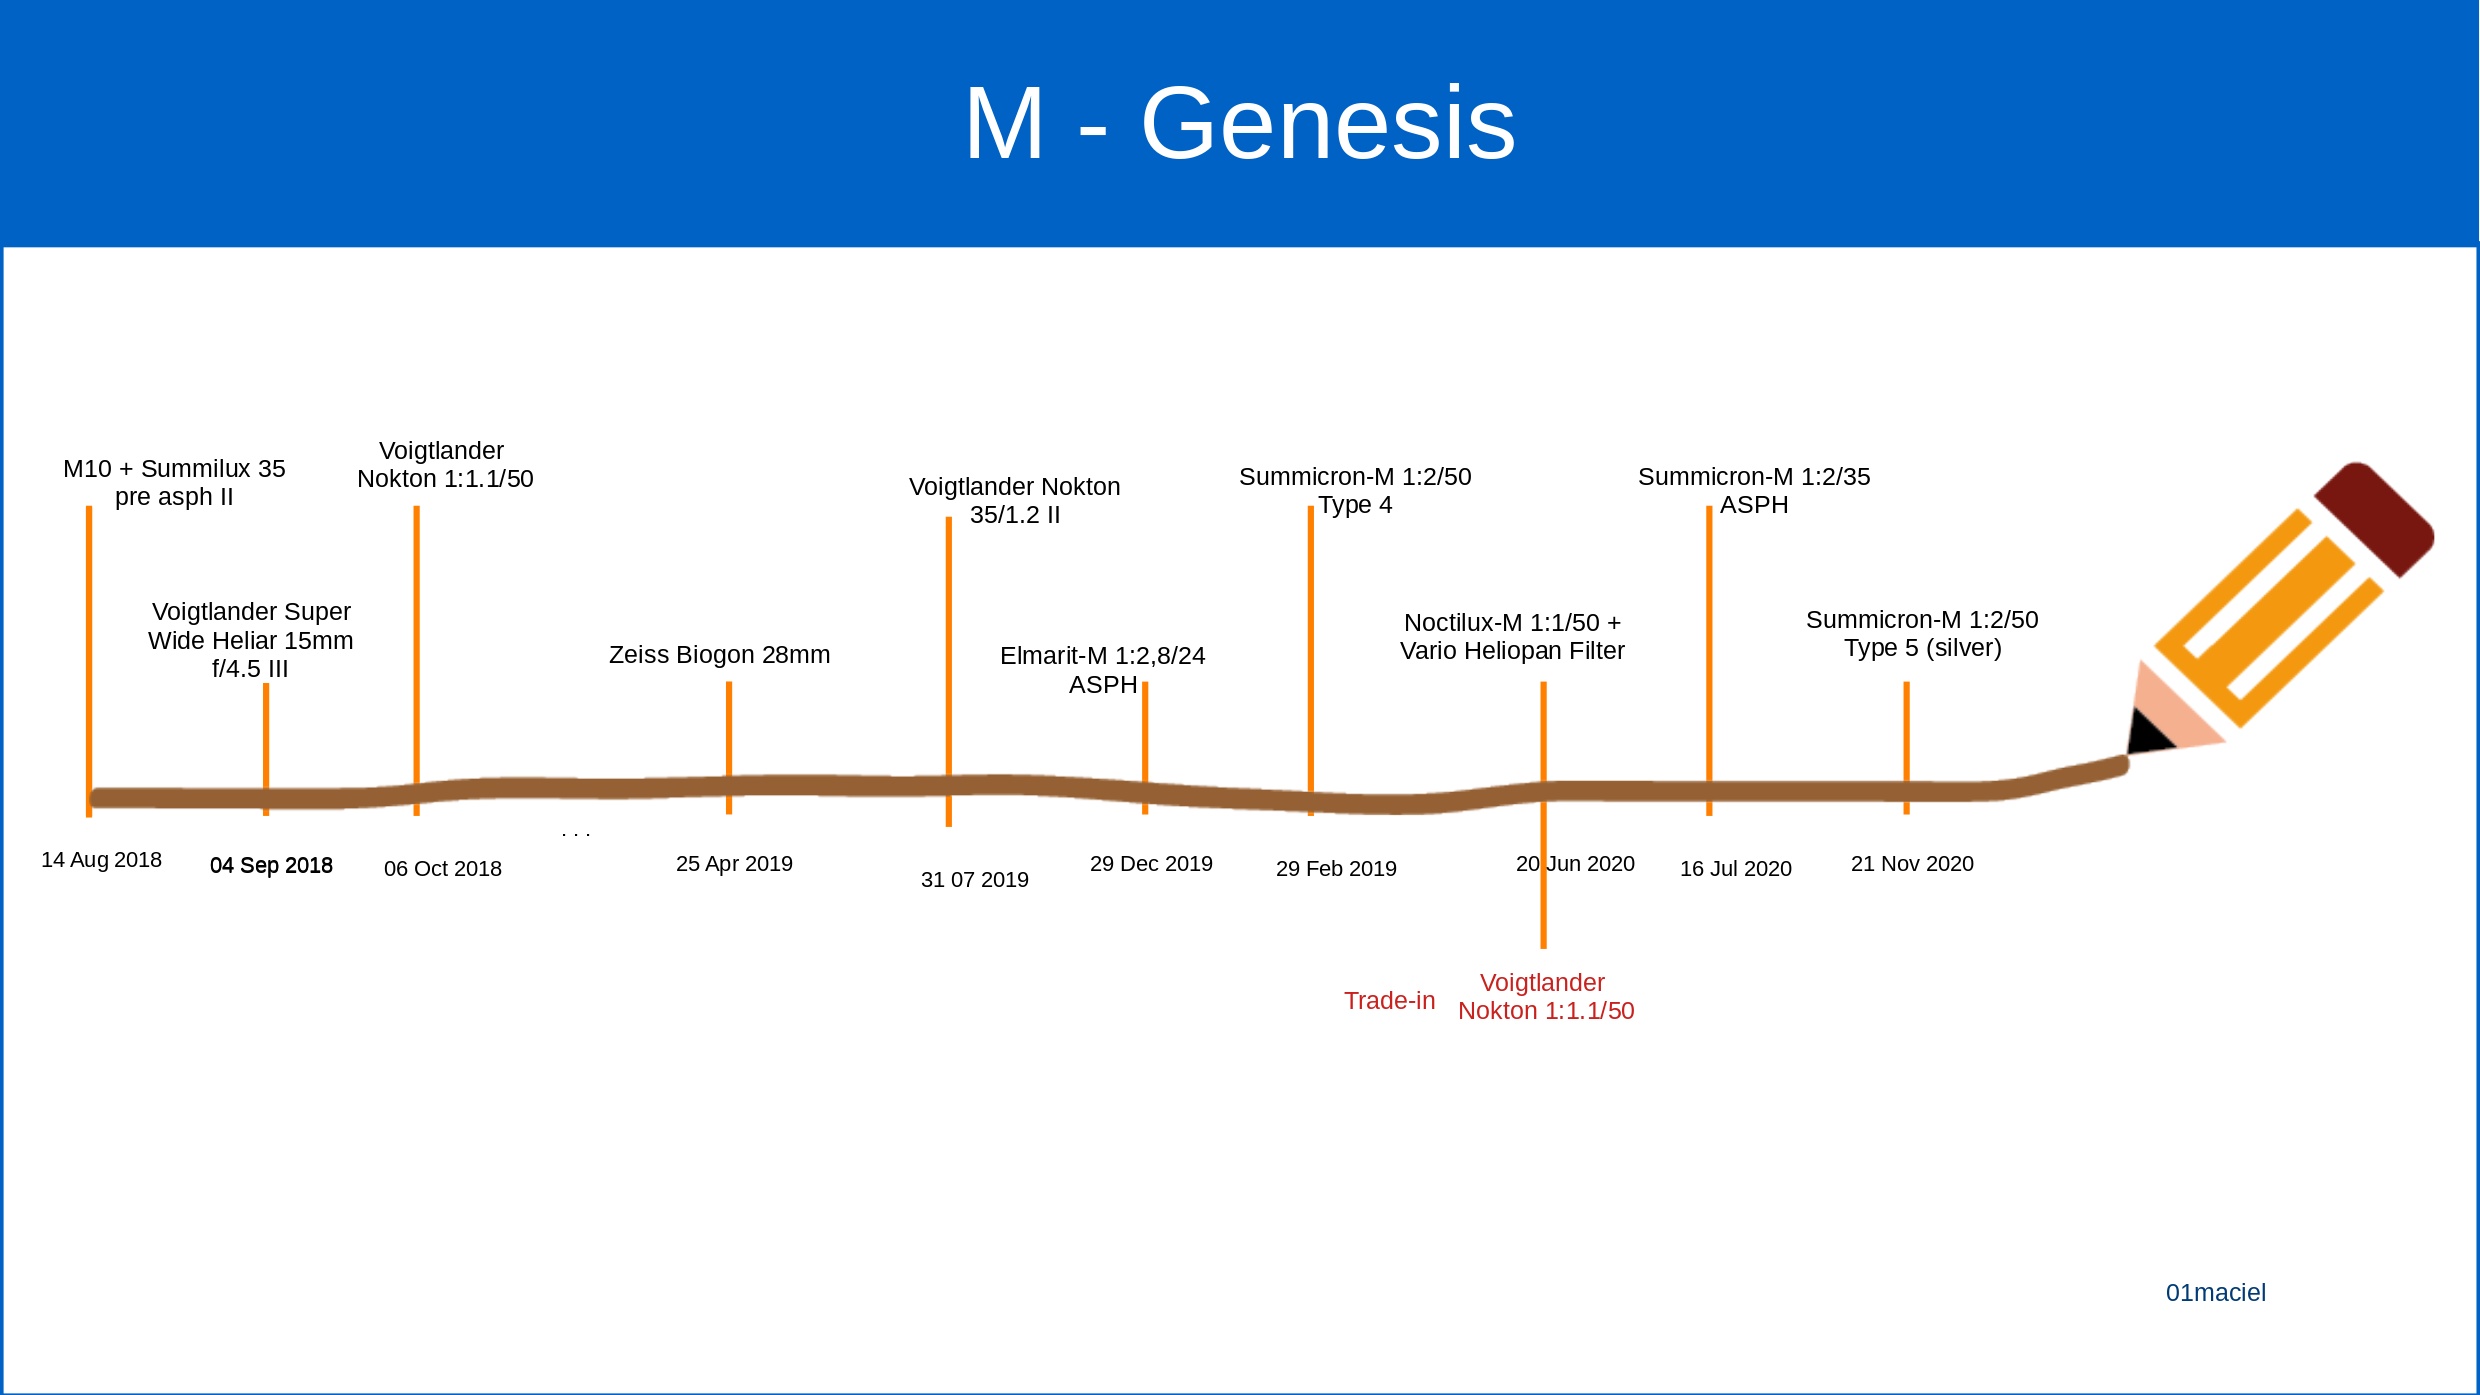 M - Genesis
M10 + Summilux 35
pre asph II
Voigtlander
Nokton 1:1.1/50
Voigtlander Nokton
35/1.2 II
Summicron-M 1:2/50
Type 4
Summicron-M 1:2/35
ASPH
Voigtlander Super
Wide Heliar 15mm
f/4.5 III
Zeiss Biogon 28mm
Elmarit-M 1:2,8/24
ASPH
Noctilux-M 1:1/50 +
Vario Heliopan Filter
Summicron-M 1:2/50
Type 5 (silver)
. . .
14 Aug 2018
04 Sep 2018
06 Oct 2018
25 Apr 2019
31 07 2019
29 Dec 2019
29 Feb 2019
20 Jun 2020
16 Jul 2020
21 Nov 2020
Trade-in
Voigtlander
Nokton 1:1.1/50
01maciel